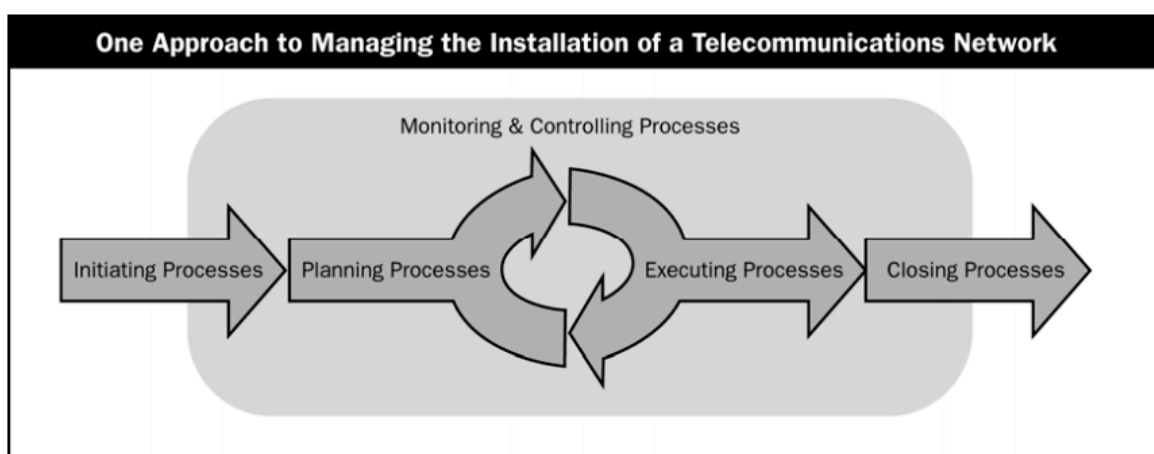 One Approach to Managing the Installation of a Telecommunications Network
Monitoring & Controlling Processes
Initiating Processes
Planning Processes
Executing Processes
Closing Processes